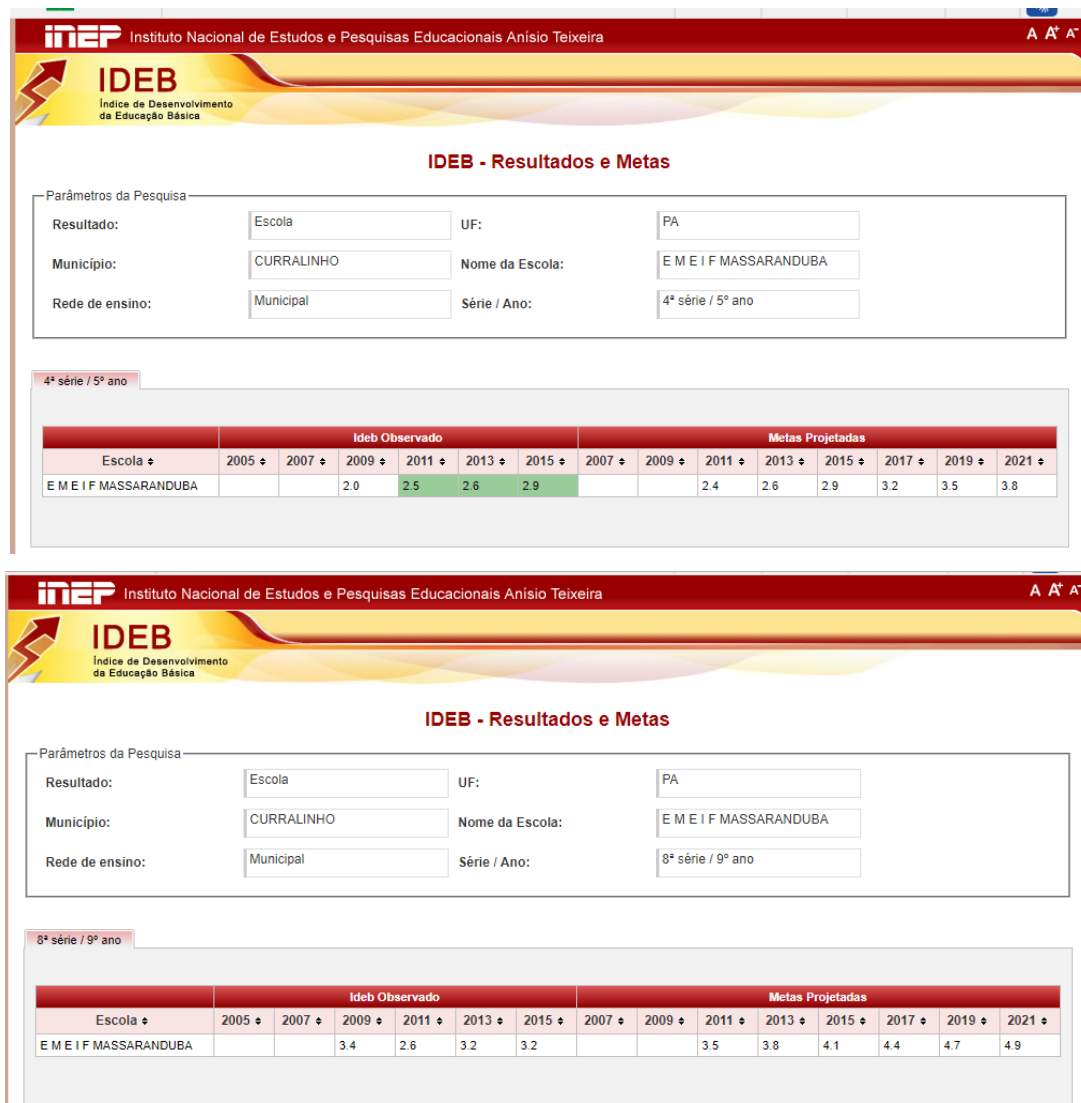 inep Instituto Nacional de Estudos e Pesquisas Educacionais Anísio Teixeira A A+ A-
IDEB
Índice de Desenvolvimento
da Educação Básica
IDEB - Resultados e Metas
Parâmetros da Pesquisa
Resultado: Escola UF: PA
Município: CURRALINHO Nome da Escola: E M E I F MASSARANDUBA
Rede de ensino: Municipal Série / Ano: 4ª série / 5º ano
4ª série / 5º ano
Ideb Observado Metas Projetadas
Escola 2005 2007 2009 2011 2013 2015 2007 2009 2011 2013 2015 2017 2019 2021
E M E I F MASSARANDUBA 2.0 2.5 2.6 2.9 2.4 2.6 2.9 3.2 3.5 3.8
inep Instituto Nacional de Estudos e Pesquisas Educacionais Anísio Teixeira A A+ A-
IDEB
Índice de Desenvolvimento
da Educação Básica
IDEB - Resultados e Metas
Parâmetros da Pesquisa
Resultado: Escola UF: PA
Município: CURRALINHO Nome da Escola: E M E I F MASSARANDUBA
Rede de ensino: Municipal Série / Ano: 8ª série / 9º ano
8ª série / 9º ano
Ideb Observado Metas Projetadas
Escola 2005 2007 2009 2011 2013 2015 2007 2009 2011 2013 2015 2017 2019 2021
E M E I F MASSARANDUBA 3.4 2.6 3.2 3.2 3.5 3.8 4.1 4.4 4.7 4.9